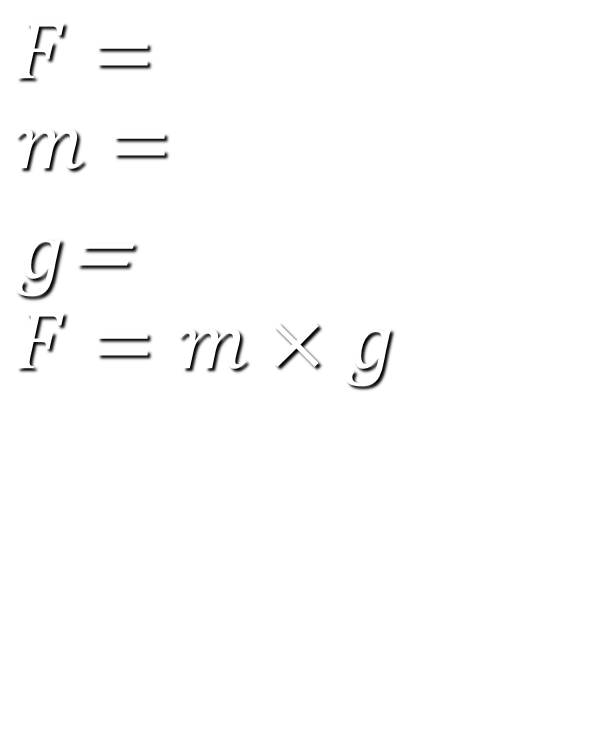 F =
m =
g =
F = m × g